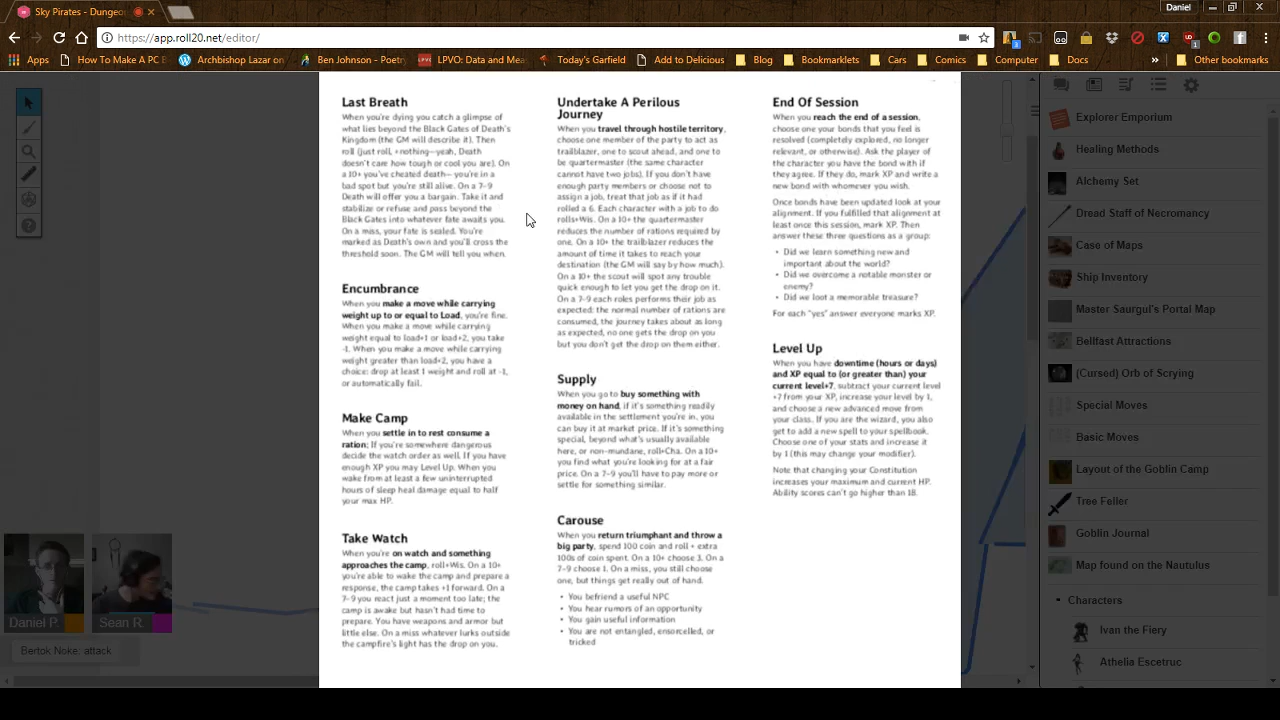 Sky Pirates - Dungeo
Daniel
https://app.roll20.net/editor/
Apps
How To Make A PC B
Archbishop Lazar on
Ben Johnson - Poetry
LPVO: Data and Mea
Today's Garfield
Add to Delicious
Blog
Bookmarklets
Cars
Comics
Computer
Docs
Other bookmarks
Last Breath
When you're dying you catch a glimpse of
what lies beyond the Black Gates of Death's
Kingdom (the GM will describe it). Then
roll (just roll, +nothing—yeah, Death
doesn't care how tough or cool you are). On
a 10+ you've cheated death— you're in a
bad spot but you're still alive. On a 7–9
Death will offer you a bargain. Take it and
stabilize or refuse and pass beyond the
Black Gates into whatever fate awaits you.
On a miss, your fate is sealed. You're
marked as Death's own and you'll cross the
threshold soon. The GM will tell you when.
Encumbrance
When you make a move while carrying
weight up to or equal to Load, you're fine.
When you make a move while carrying
weight equal to load+1 or load+2, you take
-1. When you make a move while carrying
weight greater than load+2, you have a
choice: drop at least 1 weight and roll at -1,
or automatically fail.
Make Camp
When you settle in to rest consume a
ration; If you're somewhere dangerous
decide the watch order as well. If you have
enough XP you may Level Up. When you
wake from at least a few uninterrupted
hours of sleep heal damage equal to half
your max HP.
Take Watch
When you're on watch and something
approaches the camp, roll+Wis. On a 10+
you're able to wake the camp and prepare a
response, the camp takes +1 forward. On a
7–9 you react just a moment too late; the
camp is awake but hasn't had time to
prepare. You have weapons and armor but
little else. On a miss whatever lurks outside
the campfire's light has the drop on you.
Undertake A Perilous
Journey
When you travel through hostile territory,
choose one member of the party to act as
trailblazer, one to scout ahead, and one to
be quartermaster (the same character
cannot have two jobs). If you don't have
enough party members or choose not to
assign a job, treat that job as if it had
rolled a 6. Each character with a job to do
rolls+Wis. On a 10+ the quartermaster
reduces the number of rations required by
one. On a 10+ the trailblazer reduces the
amount of time it takes to reach your
destination (the GM will say by how much).
On a 10+ the scout will spot any trouble
quick enough to let you get the drop on it.
On a 7–9 each roles performs their job as
expected: the normal number of rations are
consumed, the journey takes about as long
as expected, no one gets the drop on you
but you don't get the drop on them either.
Supply
When you go to buy something with
money on hand, if it's something readily
available in the settlement you're in, you
can buy it at market price. If it's something
special, beyond what's usually available
here, or non-mundane, roll+Cha. On a 10+
you find what you're looking for at a fair
price. On a 7–9 you'll have to pay more or
settle for something similar.
Carouse
When you return triumphant and throw a
big party, spend 100 coin and roll + extra
100s of coin spent. On a 10+ choose 3. On a
7–9 choose 1. On a miss, you still choose
one, but things get really out of hand.
• You befriend a useful NPC
• You hear rumors of an opportunity
• You gain useful information
• You are not entangled, ensorcelled, or
tricked
End Of Session
When you reach the end of a session,
choose one your bonds that you feel is
resolved (completely explored, no longer
relevant, or otherwise). Ask the player of
the character you have the bond with if
they agree. If they do, mark XP and write a
new bond with whomever you wish.
Once bonds have been updated look at your
alignment. If you fulfilled that alignment at
least once this session, mark XP. Then
answer these three questions as a group:
• Did we learn something new and
important about the world?
• Did we overcome a notable monster or
enemy?
• Did we loot a memorable treasure?
For each "yes" answer everyone marks XP.
Level Up
When you have downtime (hours or days)
and XP equal to (or greater than) your
current level+7, subtract your current level
+7 from your XP, increase your level by 1,
and choose a new advanced move from
your class. If you are the wizard, you also
get to add a new spell to your spellbook.
Choose one of your stats and increase it
by 1 (this may change your modifier).
Note that changing your Constitution
increases your maximum and current HP.
Ability scores can't go higher than 18.
Explorer Emporium
Healing Methods
Alchemy Set
Dread Staff of Necromancy
Case of Maps
Ship Inventory
Master Saurgul's Portal Map
Bellfast Attractions
(Cursed) Orb of Scrying
Special Moves
Basic Moves
Layout of the Goblin Camp
Tree Feller
Goblin Journal
Map found on the Nautulus
Characters
Ivan the Fiery
Athelia Escetruc
Daniel P.
Sean R.
Bertok Noke: attack